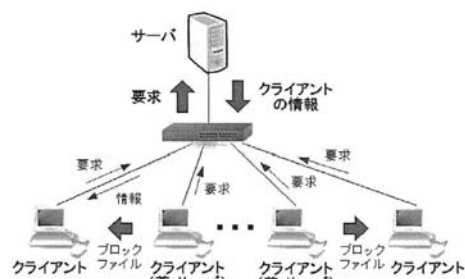 サーバ
要求
クライアント
の情報
要求
情報
要求
要求
要求
ブロック
ファイル
ブロック
ファイル
クライアント
クライアント
クライアント
クライアント